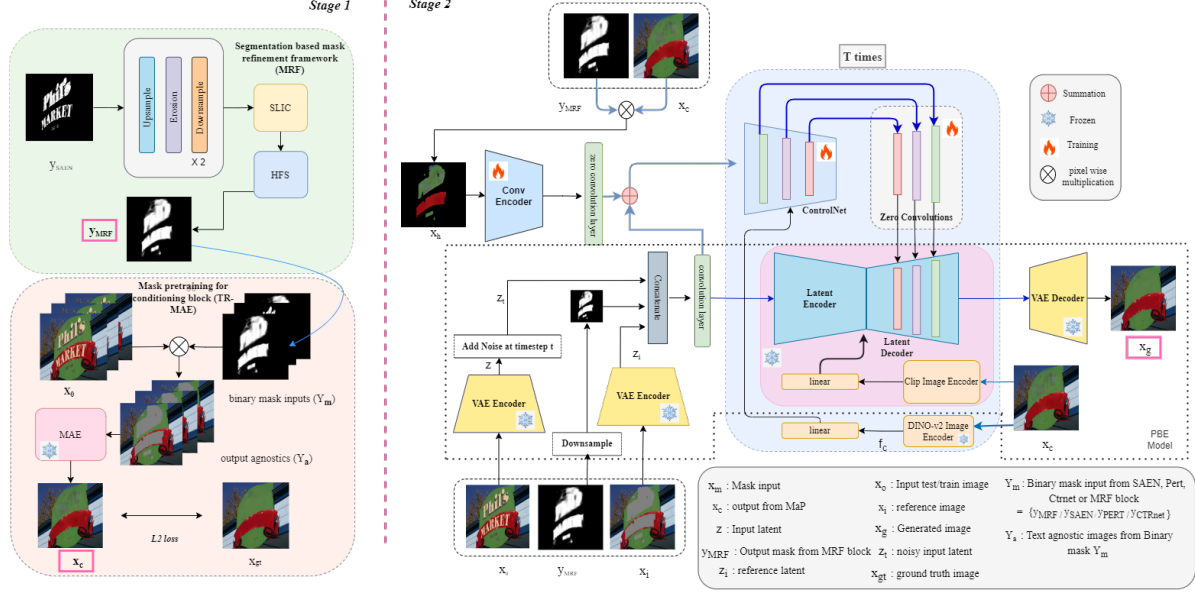 Stage 1
Segmentation based mask
refinement framework
(MRF)
Upsample
Erosion
Downsample
X 2
SLIC
HFS
Phil's
MARKET
y_SAEN
y_MRF
Mask pretraining for
conditioning block (TR-
MAE)
Phil's
MARKET
X_0
binary mask inputs (Y_m)
MAE
output agnostics (Y_a)
L2 loss
x_c
x_gt
Stage 2
y_MRF
x_c
x_h
Conv
Encoder
zero convolution layer
T times
ControlNet
Zero Convolutions
Summation
Frozen
Training
pixel wise
multiplication
z_t
Add Noise at timestep t
z
VAE Encoder
Downsample
z_i
VAE Encoder
Concatenate
convolution layer
Latent
Encoder
Latent
Decoder
linear
Clip Image Encoder
linear
f_c
DINO-v2 Image
Encoder
VAE Decoder
x_g
x_c
PBE
Model
Phil's
MARKET
y_MRF
x_i
x_m : Mask input
x_c : output from MaP
z : Input latent
y_MRF : Output mask from MRF block
z_i : reference latent
x_o : Input test/train image
x_i : reference image
x_g : Generated image
z_t : noisy input latent
x_gt : ground truth image
Y_m : Binary mask input from SAEN, Pert,
Ctrnet or MRF block
= {y_MRF / y_SAEN / y_PERT / y_CTRnet}
Y_a : Text agnostic images from Binary
mask Y_m